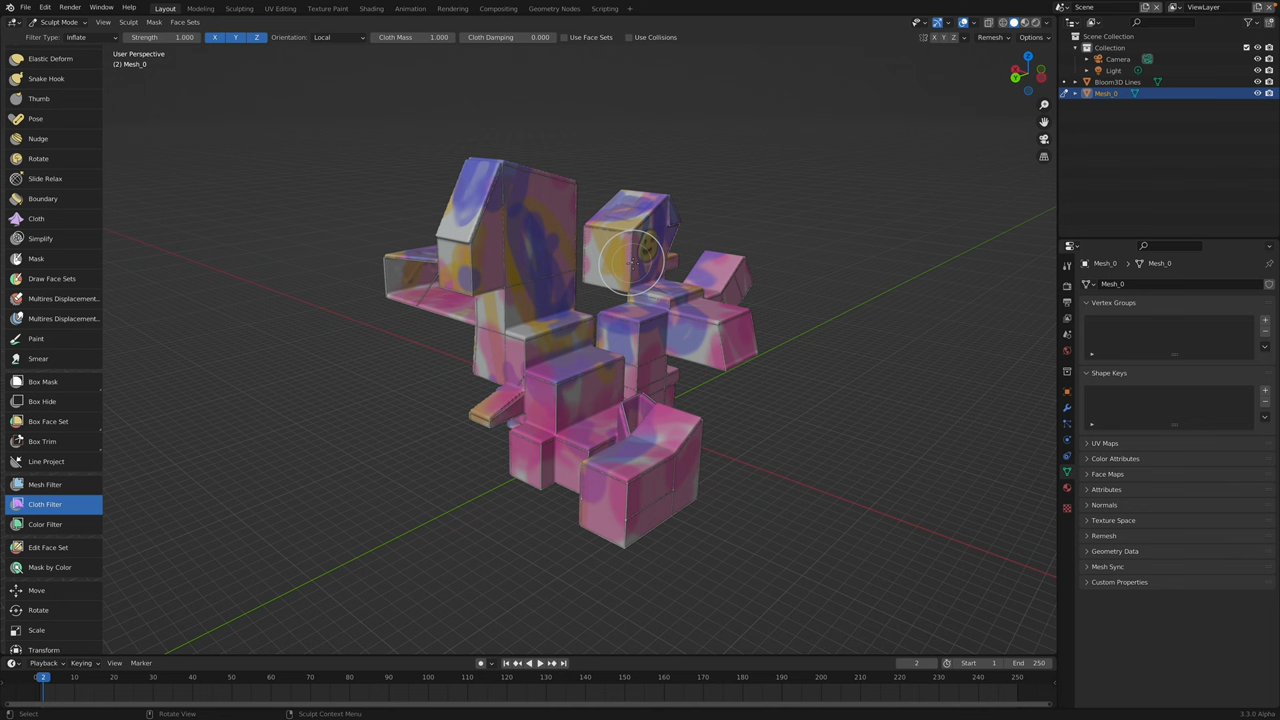 File Edit Render Window Help Layout Modeling Sculpting UV Editing Texture Paint Shading Animation Rendering Compositing Geometry Nodes Scripting + Scene ViewLayer
Sculpt Mode View Sculpt Mask Face Sets
Filter Type: Inflate Strength 1.000 X Y Z Orientation: Local Cloth Mass 1.000 Cloth Damping 0.000 Use Face Sets Use Collisions X Y Z Remesh Options
User Perspective
(2) Mesh_0
Elastic Deform
Snake Hook
Thumb
Pose
Nudge
Rotate
Slide Relax
Boundary
Cloth
Simplify
Mask
Draw Face Sets
Multires Displacement...
Multires Displacement...
Paint
Smear
Box Mask
Box Hide
Box Face Set
Box Trim
Line Project
Mesh Filter
Cloth Filter
Color Filter
Edit Face Set
Mask by Color
Move
Rotate
Scale
Transform
Z
X
Y
Scene Collection
Collection
Camera
Light
Bloom3D Lines
Mesh_0
Mesh_0 Mesh_0
Mesh_0
Vertex Groups
Shape Keys
UV Maps
Color Attributes
Face Maps
Attributes
Normals
Texture Space
Remesh
Geometry Data
Mesh Sync
Custom Properties
Playback Keying View Marker 2 Start 1 End 250
0 2 10 20 30 40 50 60 70 80 90 100 110 120 130 140 150 160 170 180 190 200 210 220 230 240 250
Select Rotate View Sculpt Context Menu 3.3.0 Alpha